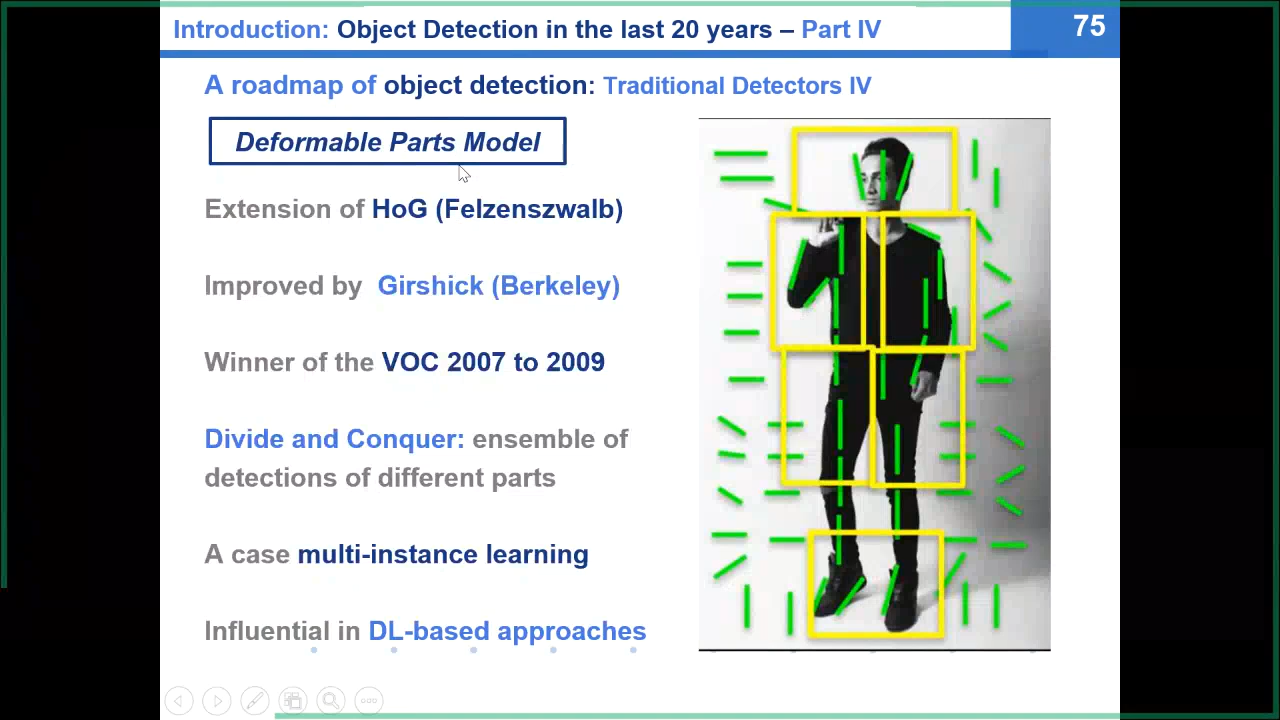 Introduction: Object Detection in the last 20 years – Part IV
75
A roadmap of object detection: Traditional Detectors IV
Deformable Parts Model
Extension of HoG (Felzenszwalb)
Improved by Girshick (Berkeley)
Winner of the VOC 2007 to 2009
Divide and Conquer: ensemble of
detections of different parts
A case multi-instance learning
Influential in DL-based approaches